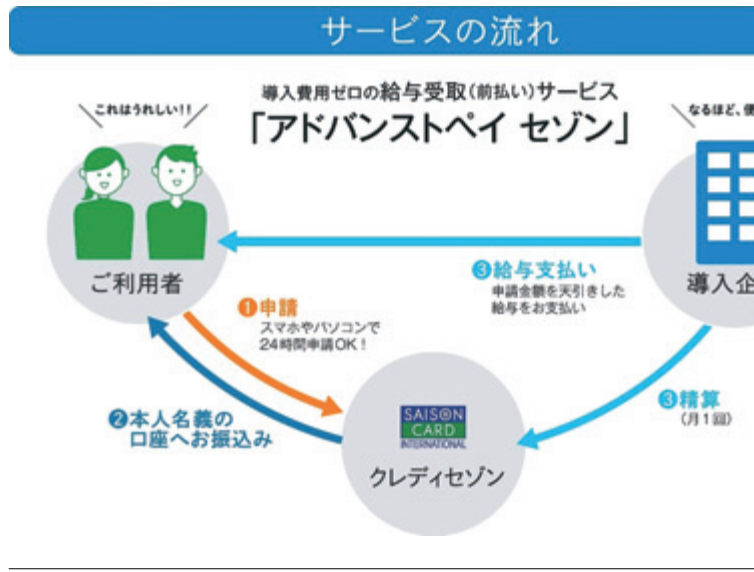 サービスの流れ
導入費用ゼロの給与受取(前払い)サービス
「アドバンストペイ セゾン」
これはうれしい!!
なるほど、便
ご利用者
導入企
❸給与支払い
申請金額を天引きした
給与をお支払い
❶申請
スマホやパソコンで
24時間申請OK!
❷本人名義の
口座へお振込み
❸精算
(月1回)
SAISON
CARD
INTERNATIONAL
クレディセゾン